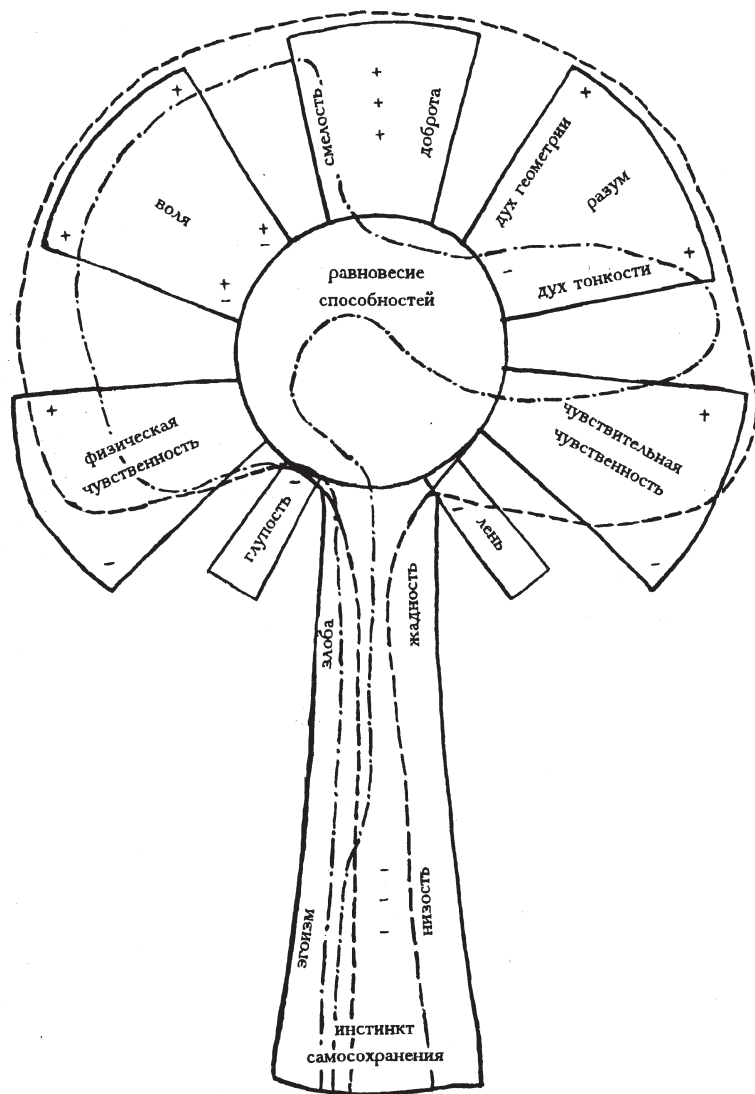 +
+
+
смелость
доброта
+
+
+
-
+
-
воля
+
+
-
дух геометрии
разум
дух тонкости
равновесие
способностей
+
физическая
чувственность
-
+
чувствительная
чувственность
-
-
глупость
-
лень
злоба
жадность
эгоизм
-
-
-
низость
инстинкт
самосохранения